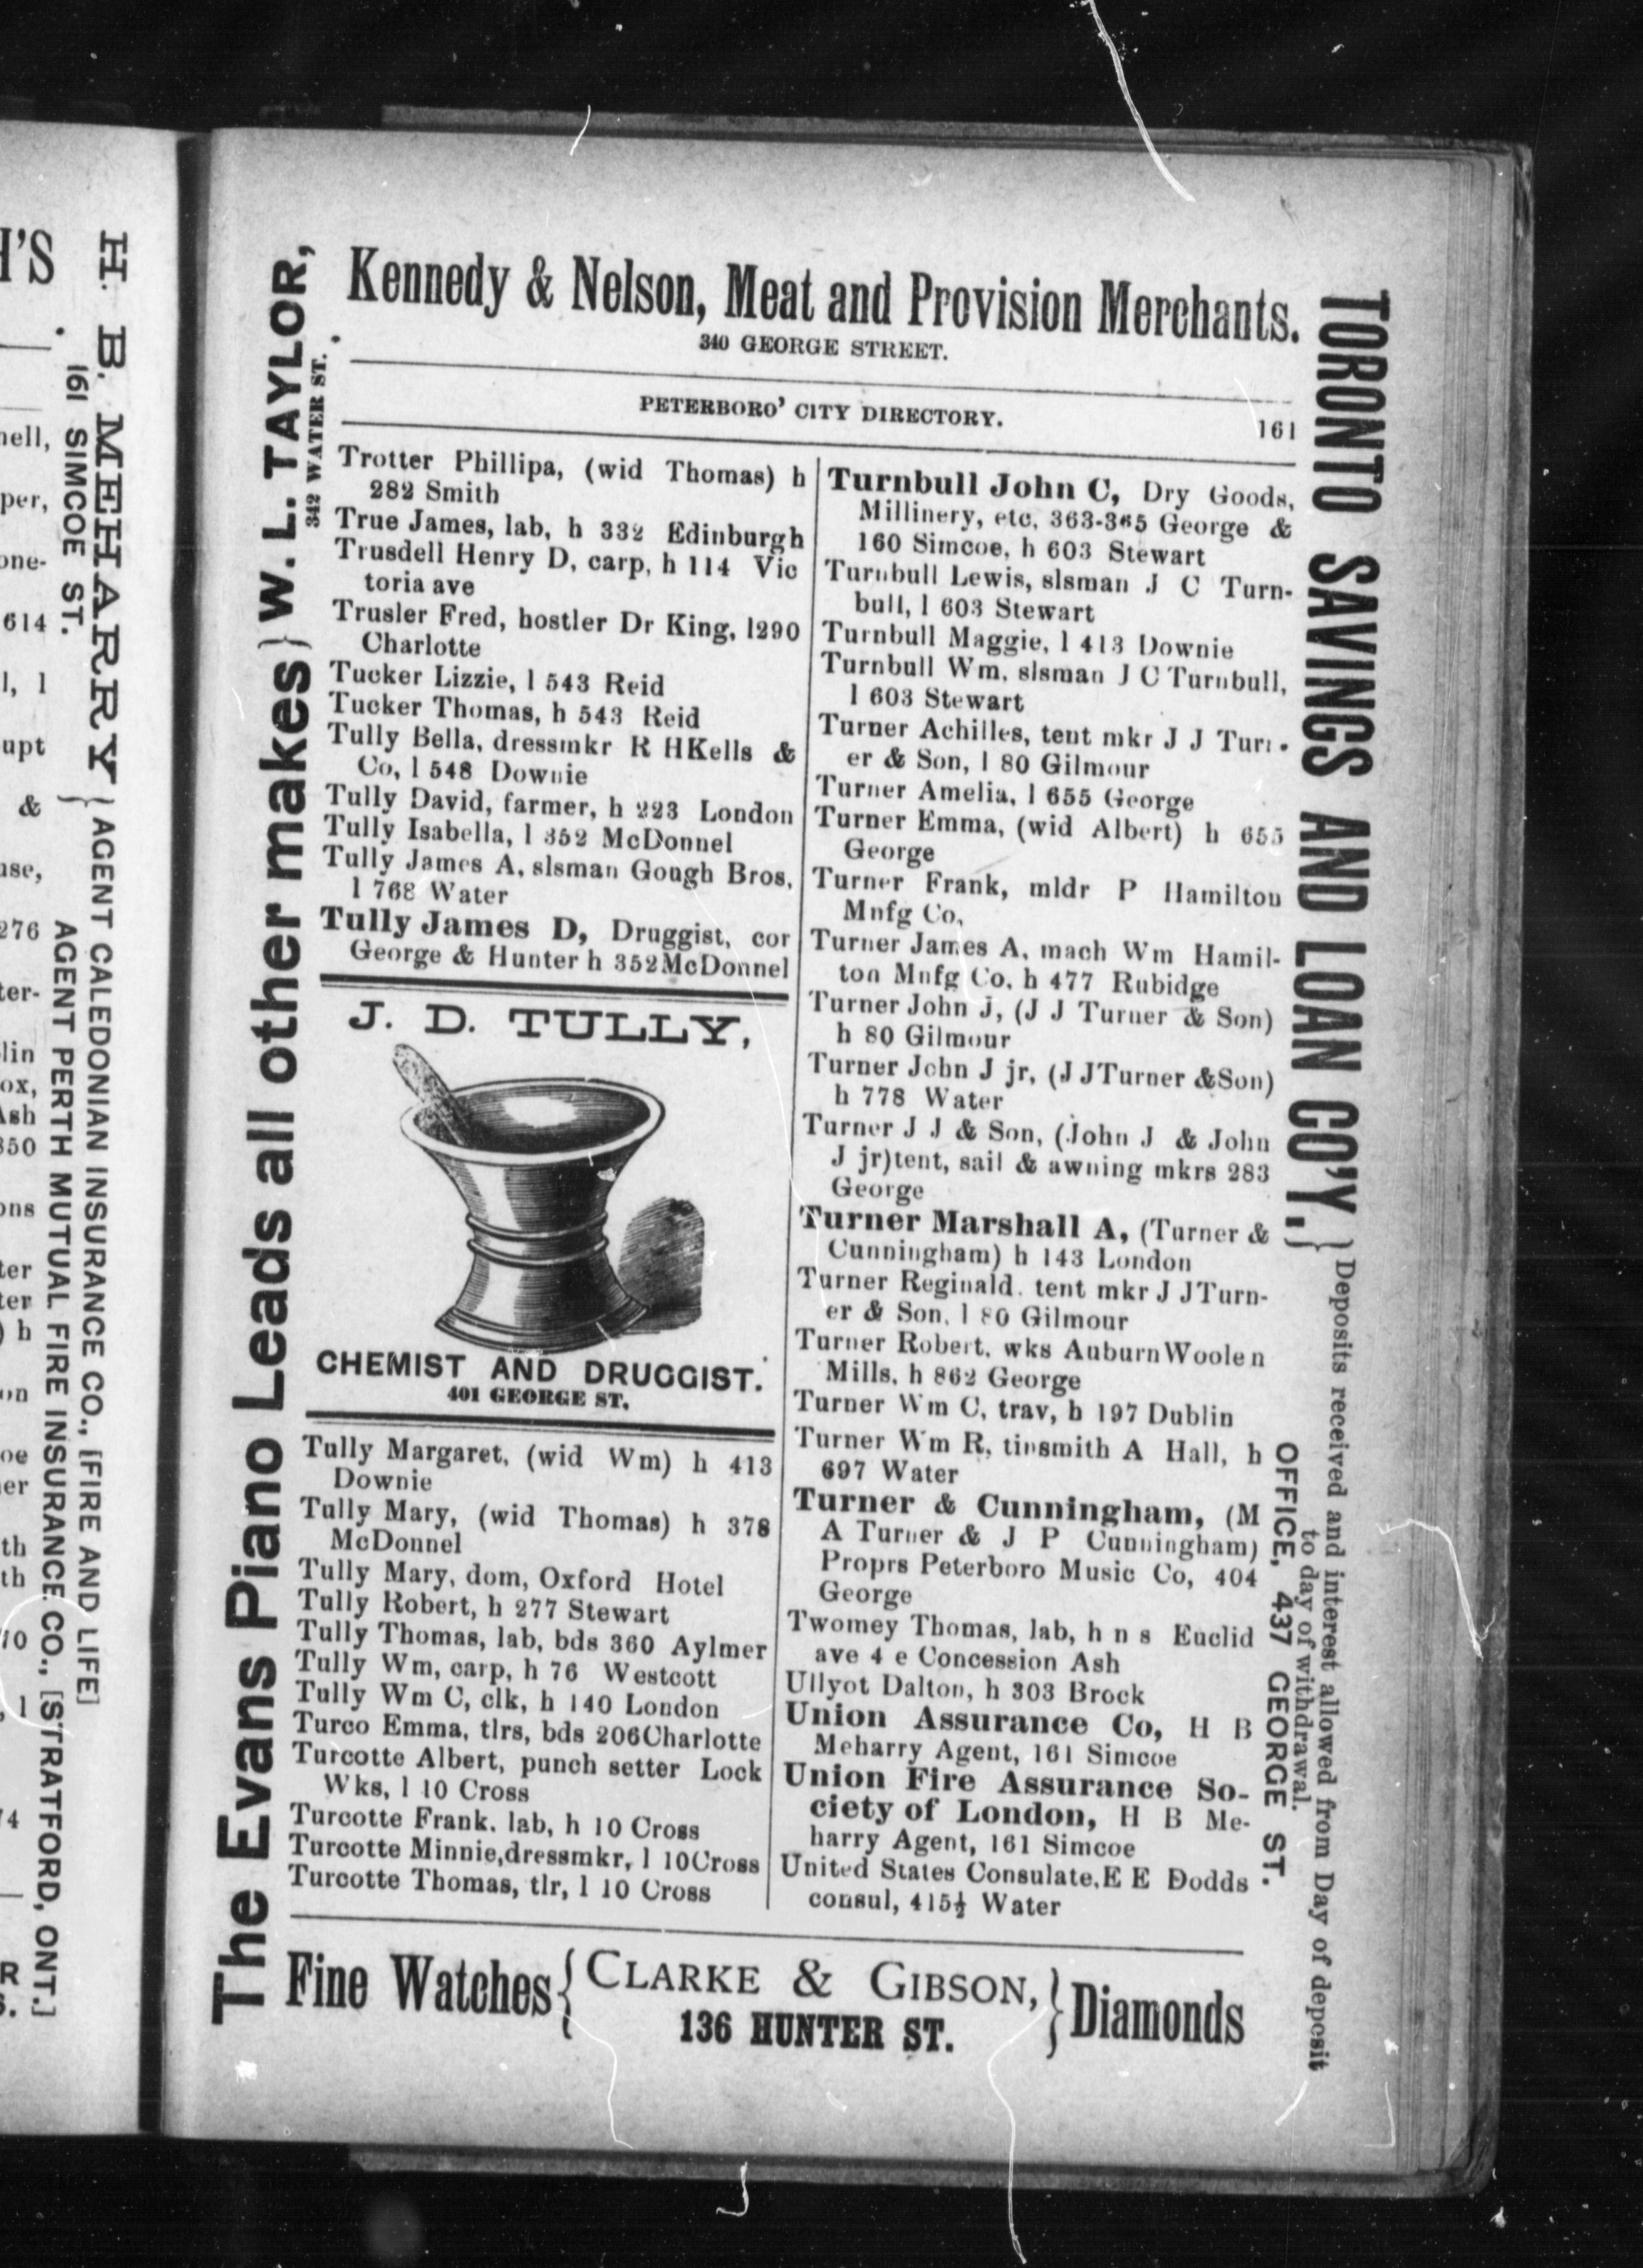 H'S
H. B. MEHARRY } AGENT CALEDONIAN INSURANCE CO., [FIRE AND LIFE]
161 SIMCOE ST. AGENT PERTH MUTUAL FIRE INSURANCE CO., [STRATFORD, ONT.]
The Evans Piano Leads all other makes } W. L. TAYLOR,
342 WATER ST.
Kennedy & Nelson, Meat and Provision Merchants.
340 GEORGE STREET.
PETERBORO' CITY DIRECTORY. 161
Trotter Phillipa, (wid Thomas) h
282 Smith
True James, lab, h 332 Edinburgh
Trusdell Henry D, carp, h 114 Vic
toria ave
Trusler Fred, hostler Dr King, 1290
Charlotte
Tucker Lizzie, l 543 Reid
Tucker Thomas, h 543 Reid
Tully Bella, dressmkr R HKells &
Co, l 548 Downie
Tully David, farmer, h 223 London
Tully Isabella, l 352 McDonnel
Tully James A, slsman Gough Bros,
l 768 Water
Tully James D, Druggist, cor
George & Hunter h 352McDonnel
J. D. TULLY,
CHEMIST AND DRUGGIST.
401 GEORGE ST.
Tully Margaret, (wid Wm) h 413
Downie
Tully Mary, (wid Thomas) h 378
McDonnel
Tully Mary, dom, Oxford Hotel
Tully Robert, h 277 Stewart
Tully Thomas, lab, bds 360 Aylmer
Tully Wm, carp, h 76 Westcott
Tully Wm C, clk, h 140 London
Turco Emma, tlrs, bds 206Charlotte
Turcotte Albert, punch setter Lock
Wks, l 10 Cross
Turcotte Frank. lab, h 10 Cross
Turcotte Minnie,dressmkr, l 10Cross
Turcotte Thomas, tlr, l 10 Cross
Turnbull John C, Dry Goods,
Millinery, etc, 363-365 George &
160 Simcoe, h 603 Stewart
Turnbull Lewis, slsman J C Turn-
bull, l 603 Stewart
Turnbull Maggie, l 413 Downie
Turnbull Wm, slsman J C Turnbull,
l 603 Stewart
Turner Achilles, tent mkr J J Turn-
er & Son, l 80 Gilmour
Turner Amelia, l 655 George
Turner Emma, (wid Albert) h 655
George
Turner Frank, mldr P Hamilton
Mnfg Co,
Turner James A, mach Wm Hamil-
ton Mnfg Co, h 477 Rubidge
Turner John J, (J J Turner & Son)
h 80 Gilmour
Turner John J jr, (J JTurner &Son)
h 778 Water
Turner J J & Son, (John J & John
J jr)tent, sail & awning mkrs 283
George
Turner Marshall A, (Turner &
Cunningham) h 143 London
Turner Reginald. tent mkr J JTurn-
er & Son, l 80 Gilmour
Turner Robert, wks AuburnWoolen
Mills, h 862 George
Turner Wm C, trav, h 197 Dublin
Turner Wm R, tinsmith A Hall, h
697 Water
Turner & Cunningham, (M
A Turner & J P Cunningham)
Proprs Peterboro Music Co, 404
George
Twomey Thomas, lab, h n s Euclid
ave 4 e Concession Ash
Ullyot Dalton, h 303 Brock
Union Assurance Co, H B
Meharry Agent, 161 Simcoe
Union Fire Assurance So-
ciety of London, H B Me-
harry Agent, 161 Simcoe
United States Consulate,E E Dodds
consul, 415½ Water
Fine Watches { CLARKE & GIBSON, } Diamonds
136 HUNTER ST.
TORONTO SAVINGS AND LOAN CO'Y, }
} Deposits received and interest allowed from Day of deposit
to day of withdrawal.
OFFICE, 437 GEORGE ST.